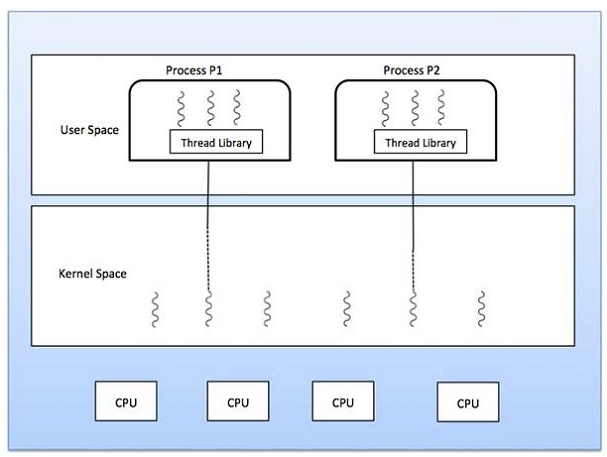 Process P1
Process P2
User Space
Thread Library
Thread Library
Kernel Space
CPU
CPU
CPU
CPU